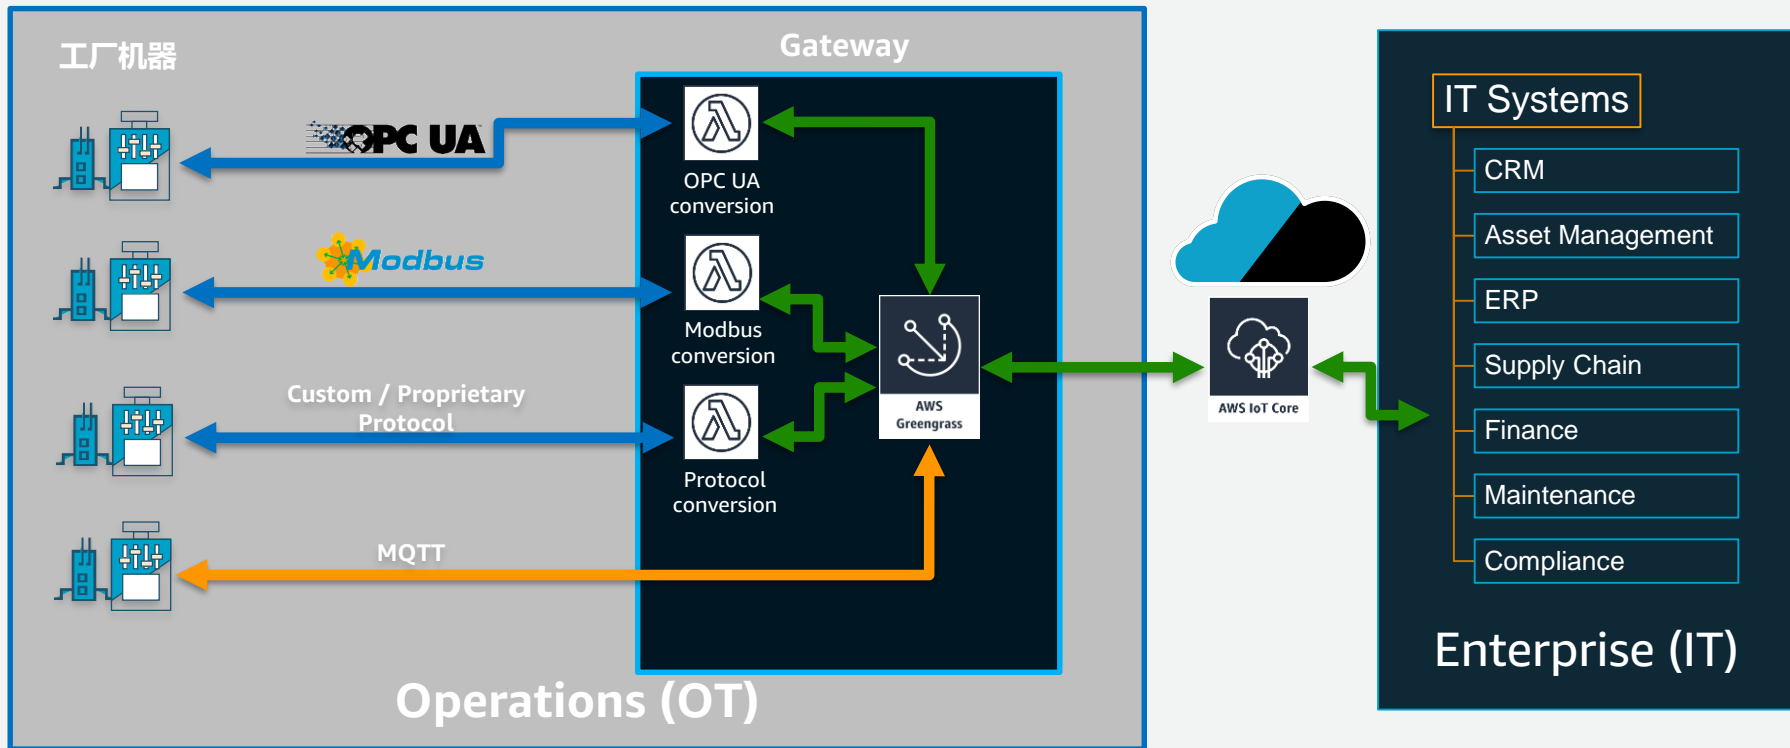 工厂机器
Gateway
OPC UA
OPC UA
conversion
Modbus
Modbus
conversion
Custom / Proprietary
Protocol
Protocol
conversion
MQTT
AWS
Greengrass
Operations (OT)
AWS IoT Core
IT Systems
CRM
Asset Management
ERP
Supply Chain
Finance
Maintenance
Compliance
Enterprise (IT)